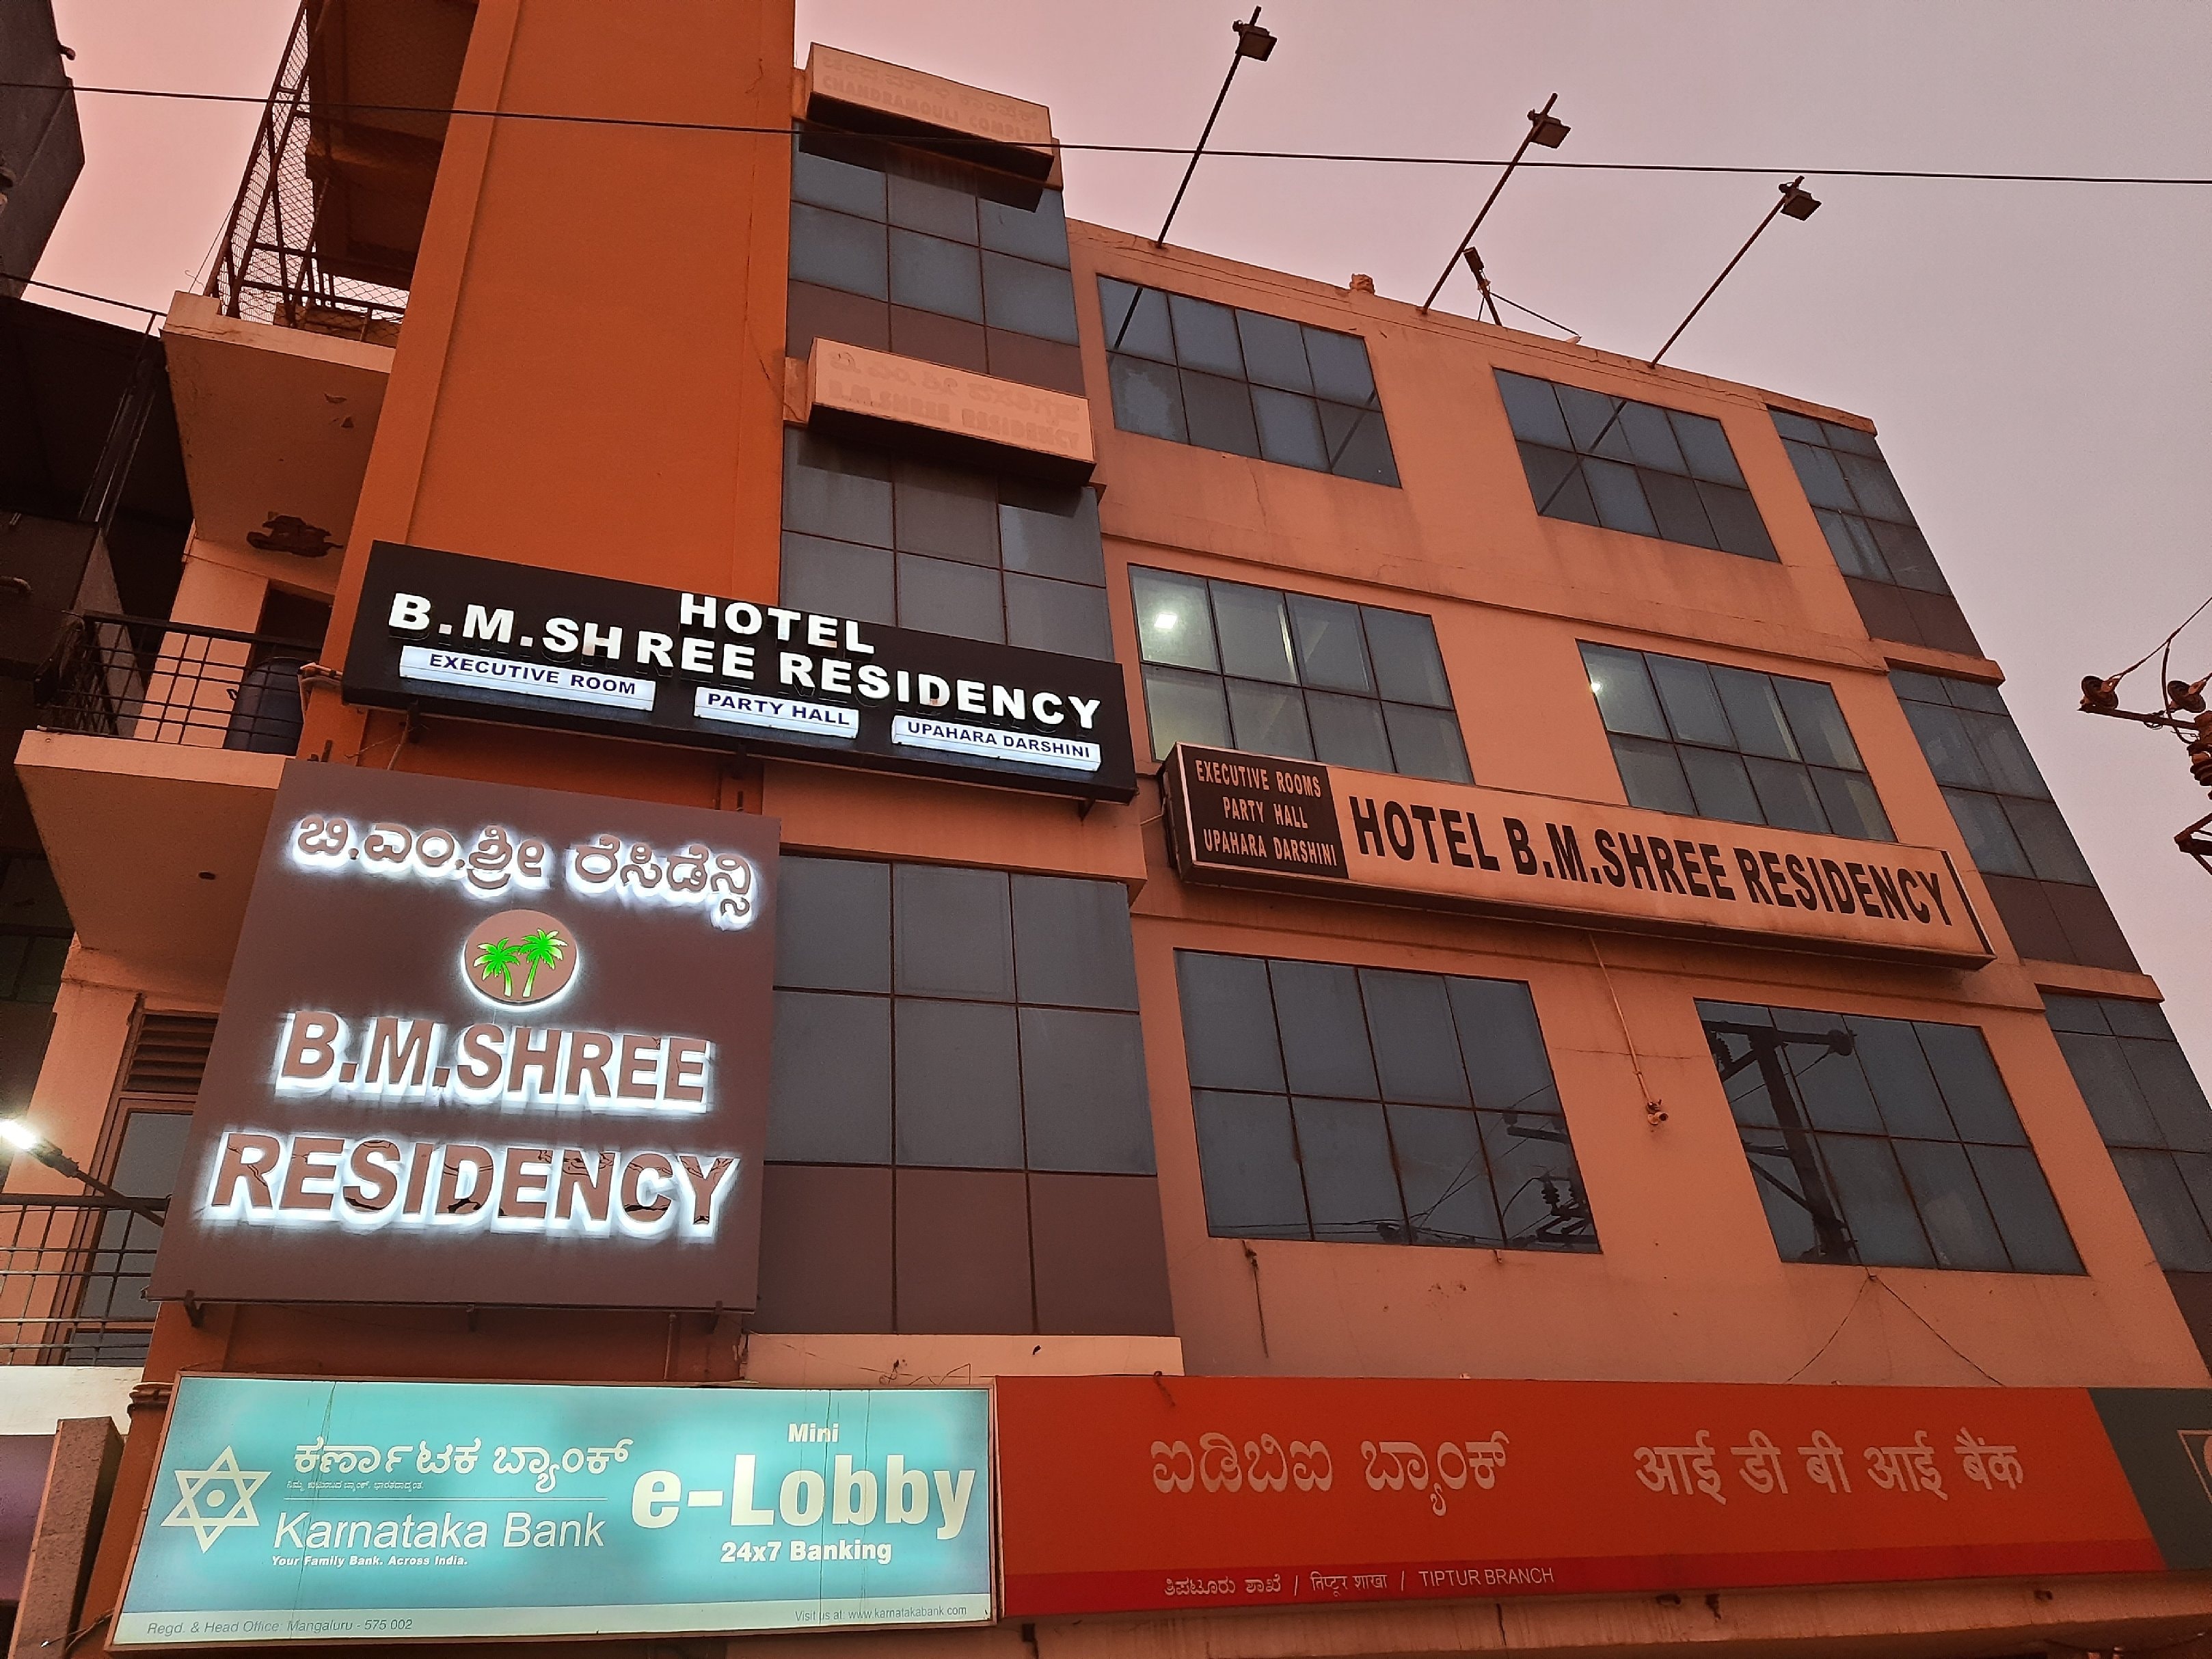 CHANDRAMOULI COMPLEX
B.M.SHREE RESIDENCY
HOTEL
B.M.SHREE RESIDENCY
EXECUTIVE ROOM
PARTY HALL
UPAHARA DARSHINI
EXECUTIVE ROOMS
PARTY HALL
UPAHARA DARSHINI
HOTEL B.M.SHREE RESIDENCY
ಬಿ.ಎಂ.ಶ್ರೀ ರೆಸಿಡೆನ್ಸಿ
B.M.SHREE
RESIDENCY
ಕರ್ಣಾಟಕ ಬ್ಯಾಂಕ್
Karnataka Bank
Your Family Bank. Across India.
Mini
e-Lobby
24x7 Banking
Regd. & Head Office: Mangaluru - 575 002
Visit us at: www.karnatakabank.com
ಐಡಿಬಿಐ ಬ್ಯಾಂಕ್
आई डी बी आई बैंक
ತಿಪಟೂರು ಶಾಖೆ / तिप्टूर शाखा / TIPTUR BRANCH